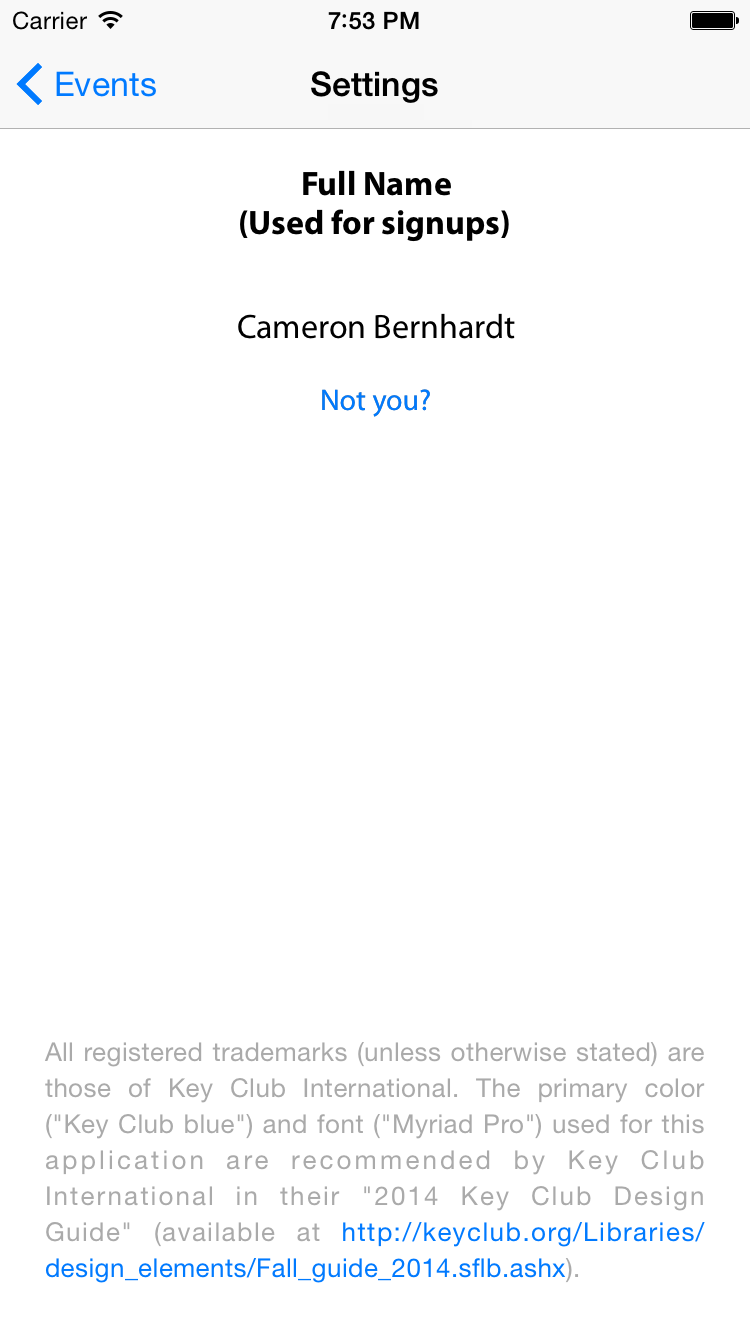 Carrier 7:53 PM
Events Settings
Full Name
(Used for signups)
Cameron Bernhardt
Not you?
All registered trademarks (unless otherwise stated) are
those of Key Club International. The primary color
("Key Club blue") and font ("Myriad Pro") used for this
application are recommended by Key Club
International in their "2014 Key Club Design
Guide" (available at http://keyclub.org/Libraries/
design_elements/Fall_guide_2014.sflb.ashx).